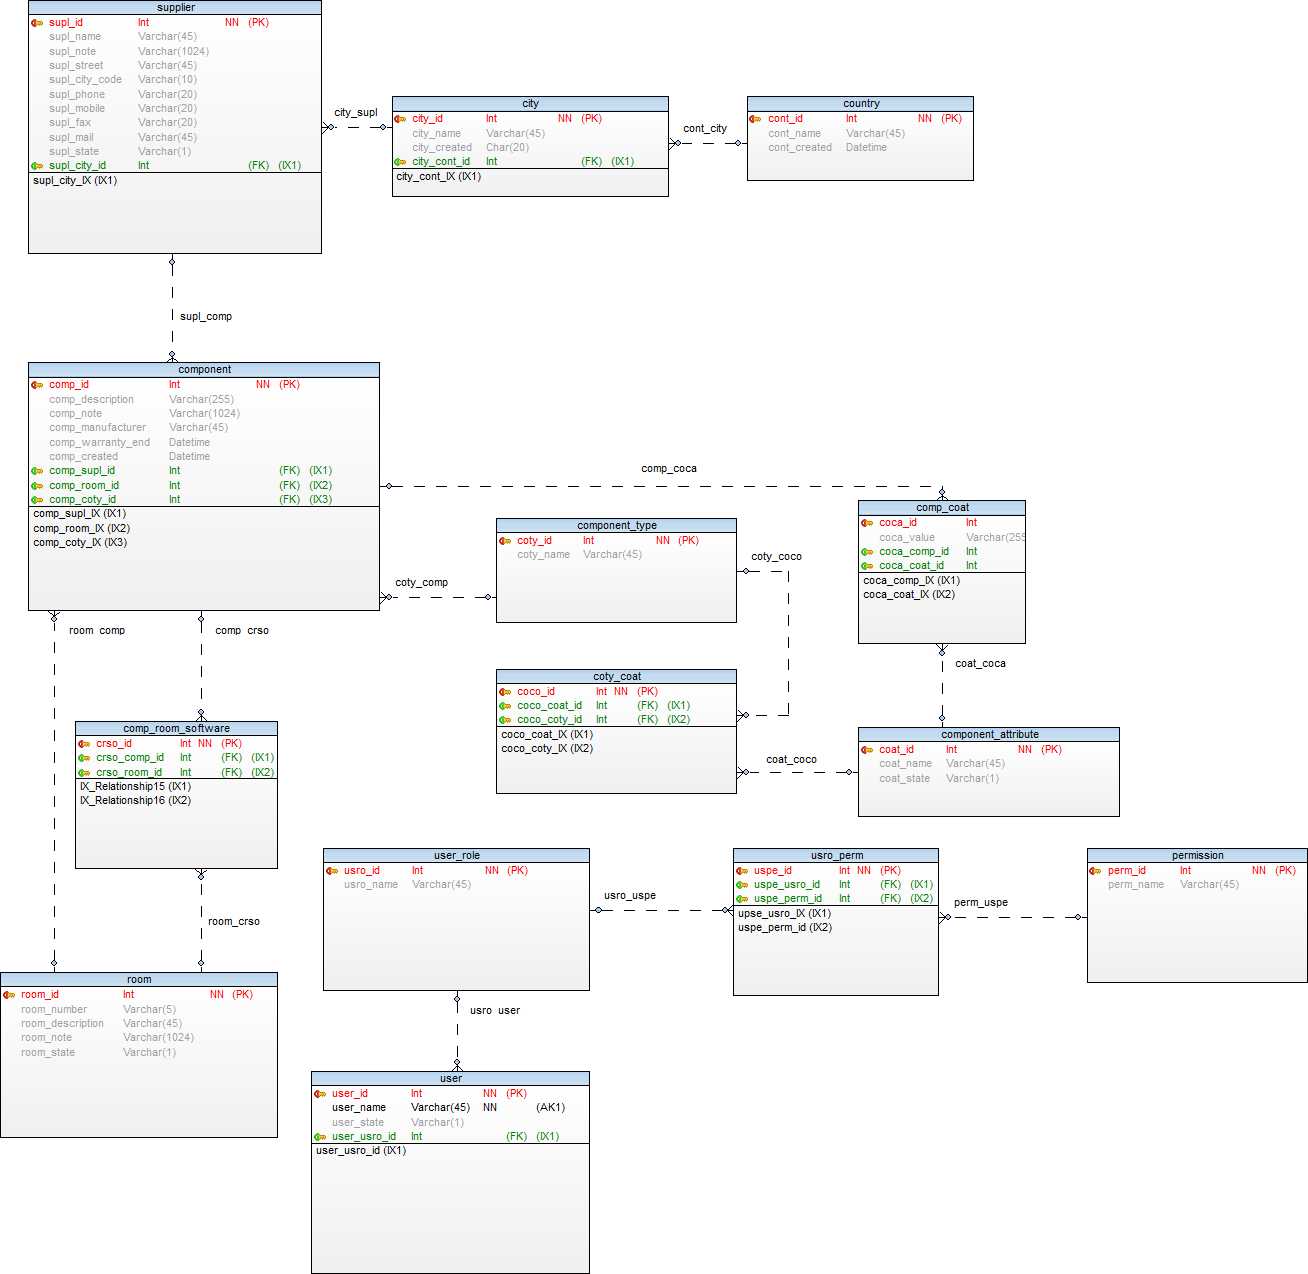 supplier
supl_id Int NN (PK)
supl_name Varchar(45)
supl_note Varchar(1024)
supl_street Varchar(45)
supl_city_code Varchar(10)
supl_phone Varchar(20)
supl_mobile Varchar(20)
supl_fax Varchar(20)
supl_mail Varchar(45)
supl_state Varchar(1)
supl_city_id Int (FK) (IX1)
supl_city_IX (IX1)
city_supl
city
city_id Int NN (PK)
city_name Varchar(45)
city_created Char(20)
city_cont_id Int (FK) (IX1)
city_cont_IX (IX1)
cont_city
country
cont_id Int NN (PK)
cont_name Varchar(45)
cont_created Datetime
supl_comp
component
comp_id Int NN (PK)
comp_description Varchar(255)
comp_note Varchar(1024)
comp_manufacturer Varchar(45)
comp_warranty_end Datetime
comp_created Datetime
comp_supl_id Int (FK) (IX1)
comp_room_id Int (FK) (IX2)
comp_coty_id Int (FK) (IX3)
comp_supl_IX (IX1)
comp_room_IX (IX2)
comp_coty_IX (IX3)
comp_coca
comp_coat
coca_id Int
coca_value Varchar(255
coca_comp_id Int
coca_coat_id Int
coca_comp_IX (IX1)
coca_coat_IX (IX2)
component_type
coty_id Int NN (PK)
coty_name Varchar(45)
coty_coco
coty_comp
room comp
comp crso
coat_coca
coty_coat
coco_id Int NN (PK)
coco_coat_id Int (FK) (IX1)
coco_coty_id Int (FK) (IX2)
coco_coat_IX (IX1)
coco_coty_IX (IX2)
coat_coco
component_attribute
coat_id Int NN (PK)
coat_name Varchar(45)
coat_state Varchar(1)
comp_room_software
crso_id Int NN (PK)
crso_comp_id Int (FK) (IX1)
crso_room_id Int (FK) (IX2)
IX_Relationship15 (IX1)
IX_Relationship16 (IX2)
room_crso
user_role
usro_id Int NN (PK)
usro_name Varchar(45)
usro_uspe
usro_perm
uspe_id Int NN (PK)
uspe_usro_id Int (FK) (IX1)
uspe_perm_id Int (FK) (IX2)
upse_usro_IX (IX1)
uspe_perm_id (IX2)
perm_uspe
permission
perm_id Int NN (PK)
perm_name Varchar(45)
room
room_id Int NN (PK)
room_number Varchar(5)
room_description Varchar(45)
room_note Varchar(1024)
room_state Varchar(1)
usro user
user
user_id Int NN (PK)
user_name Varchar(45) NN (AK1)
user_state Varchar(1)
user_usro_id Int (FK) (IX1)
user_usro_id (IX1)